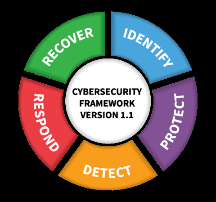 RECOVER
IDENTIFY
PROTECT
DETECT
RESPOND
CYBERSECURITY
FRAMEWORK
VERSION 1.1